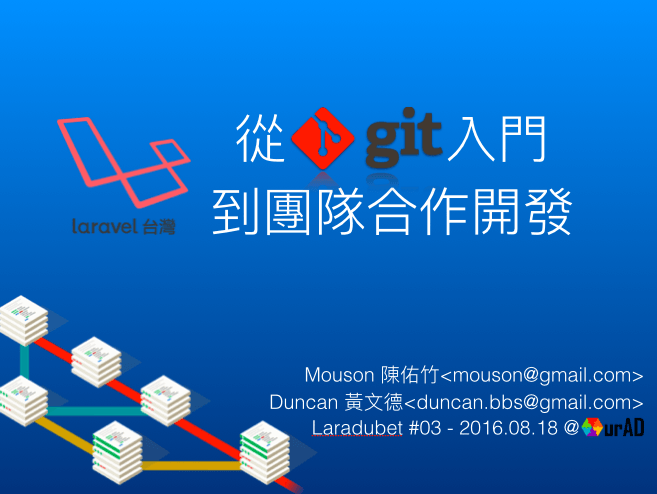 從 git 入門
laravel 台灣
到團隊合作開發
Mouson 陳佑竹<mouson@gmail.com>
Duncan 黃文德<duncan.bbs@gmail.com>
Laradubet #03 - 2016.08.18 @ urAD